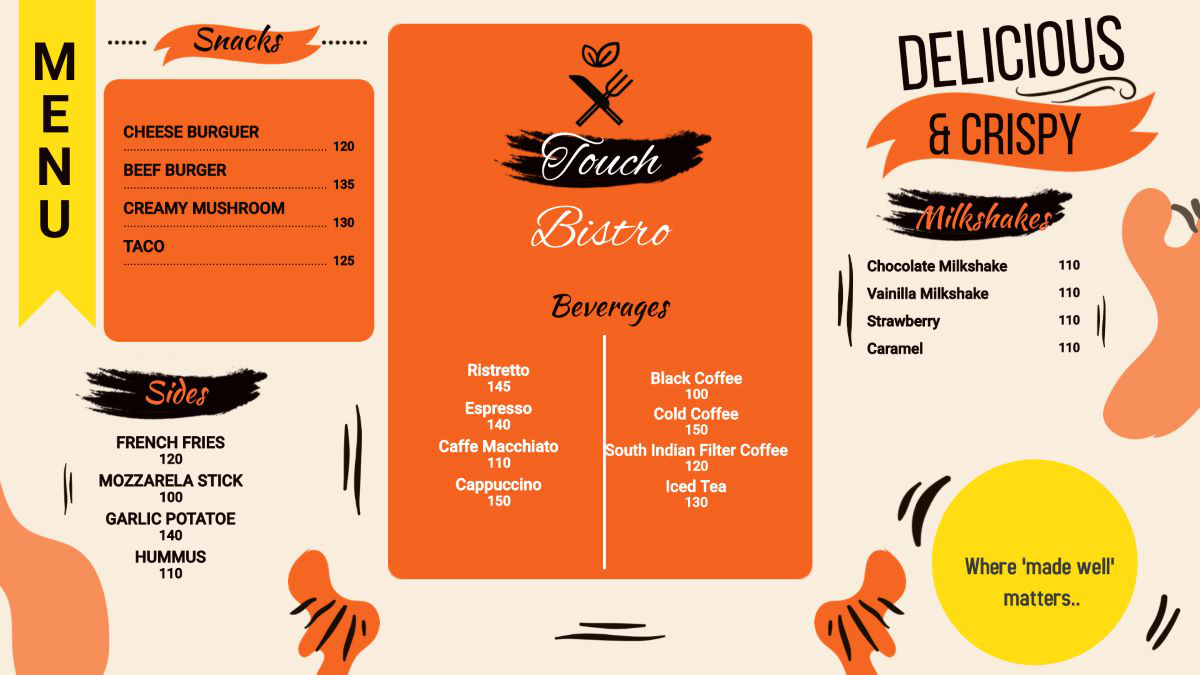 MENU
Snacks
CHEESE BURGUER
120
BEEF BURGER
135
CREAMY MUSHROOM
130
TACO
125
Sides
FRENCH FRIES
120
MOZZARELA STICK
100
GARLIC POTATOE
140
HUMMUS
110
Touch
Bistro
Beverages
Ristretto
145
Espresso
140
Caffe Macchiato
110
Cappuccino
150
Black Coffee
100
Cold Coffee
150
South Indian Filter Coffee
120
Iced Tea
130
DELICIOUS
& CRISPY
Milkshakes
Chocolate Milkshake 110
Vainilla Milkshake 110
Strawberry 110
Caramel 110
Where 'made well'
matters..